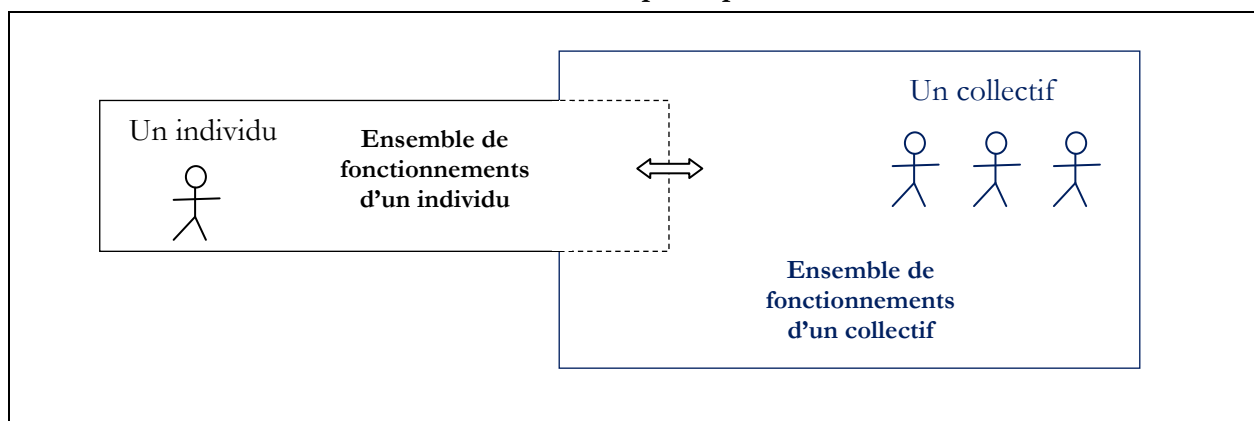 Un individu
Ensemble de
fonctionnements
d'un individu
Un collectif
Ensemble de
fonctionnements
d'un collectif